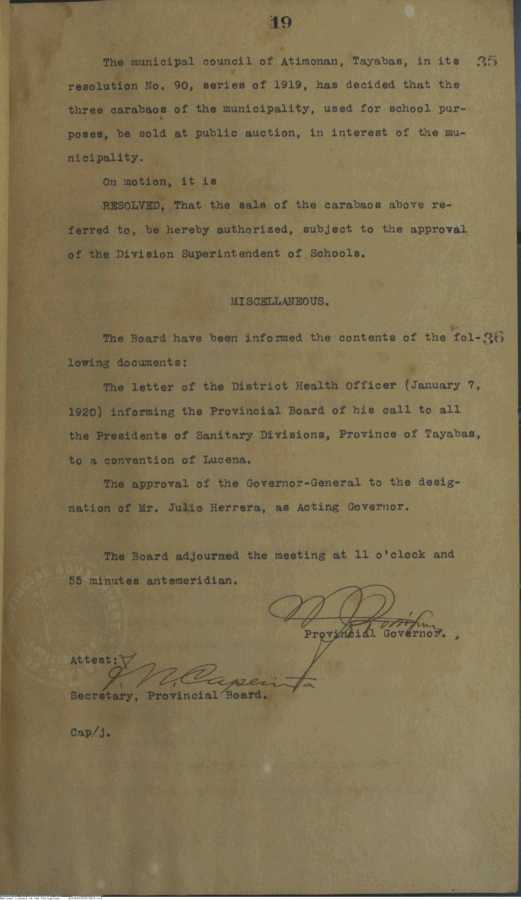 19
The municipal council of Atimonan, Tayabas, in its 35
resolution No. 90, series of 1919, has decided that the
three carabaos of the municipality, used for school pur-
poses, be sold at public auction, in interest of the mu-
nicipality.
On motion, it is
RESOLVED, That the sale of the carabaos above re-
ferred to, be hereby authorized, subject to the approval
of the Division Superintendent of Schools.
MISCELLANEOUS.
The Board have been informed the contents of the fol- 36
lowing documents:
The letter of the District Health Officer (January 7,
1920) informing the Provincial Board of his call to all
the Presidents of Sanitary Divisions, Province of Tayabas,
to a convention of Lucena.
The approval of the Governor-General to the desig-
nation of Mr. Julio Herrera, as Acting Governor.
The Board adjourned the meeting at 11 o'clock and
55 minutes antemeridian.
Provincial Governor.
Attest:
Secretary, Provincial Board.
Cap/j.